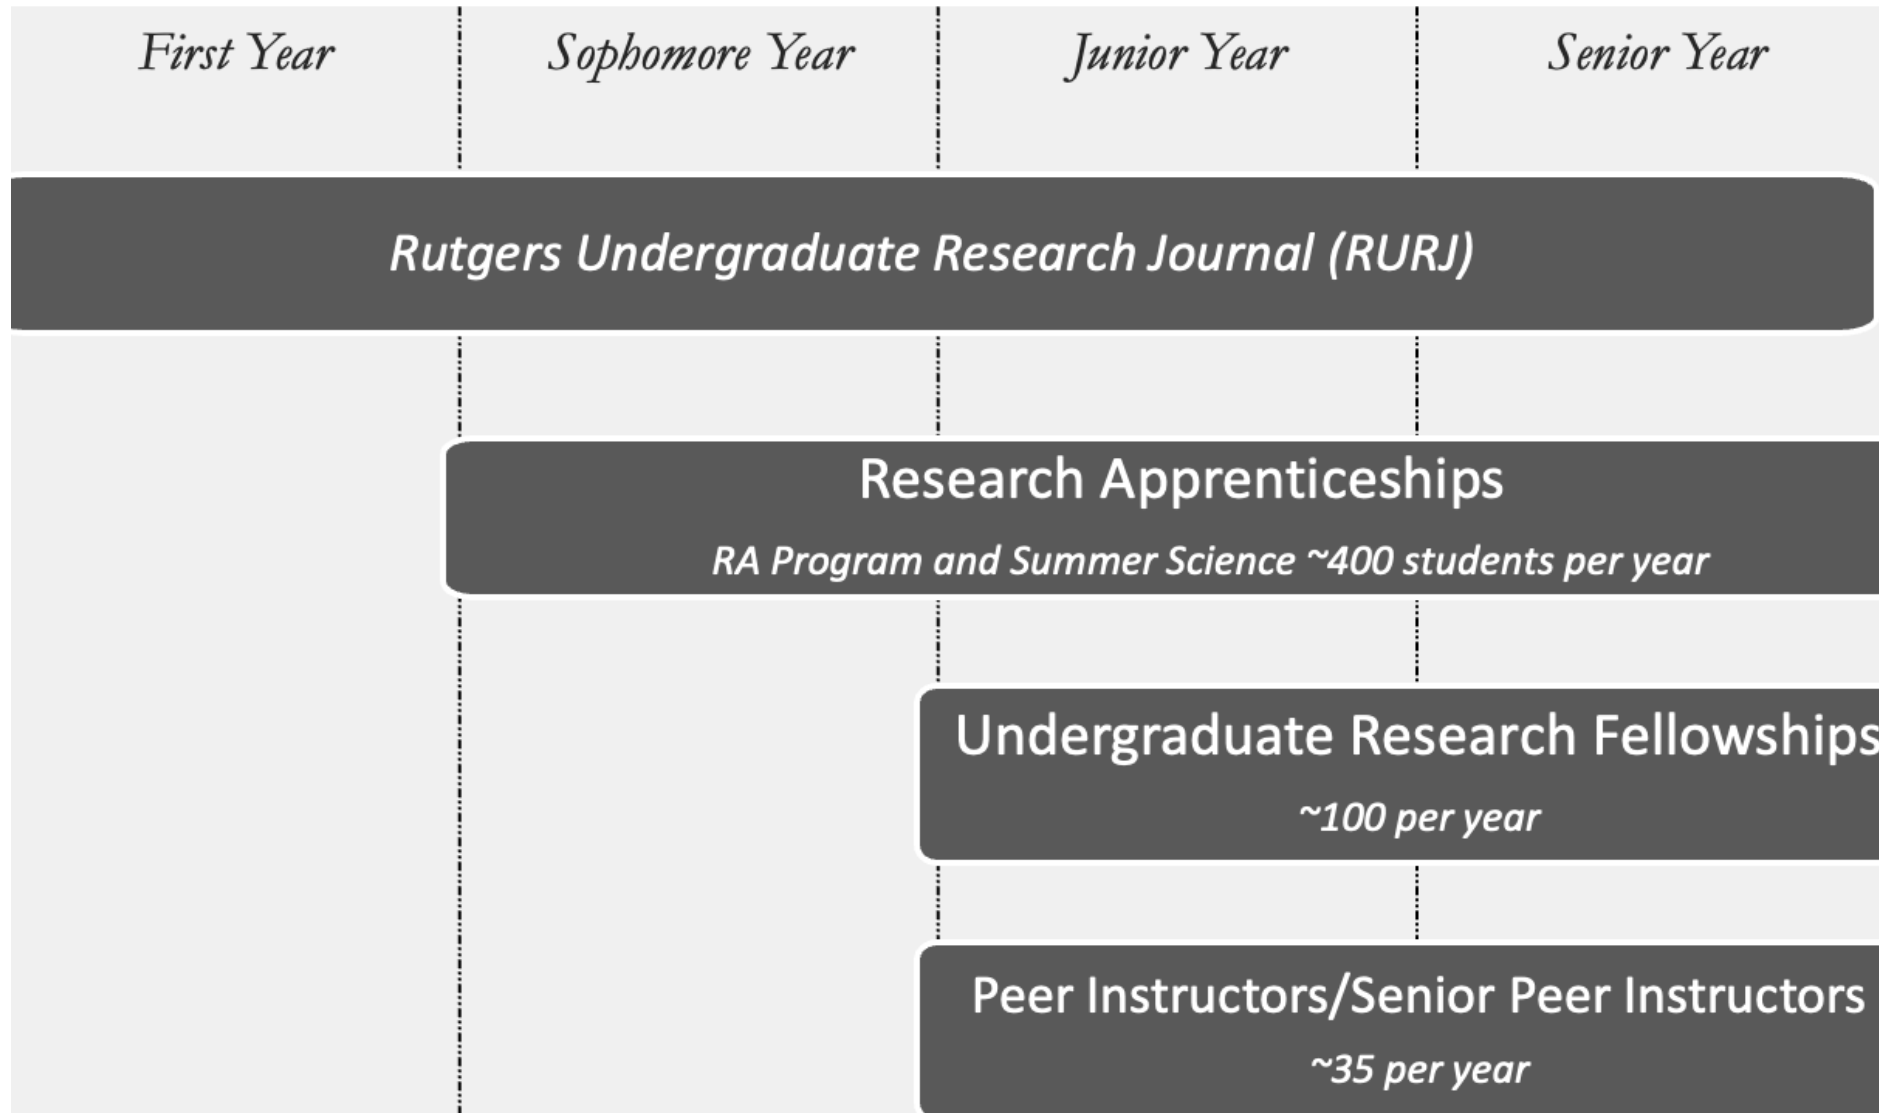 First Year
Sophomore Year
Junior Year
Senior Year
Rutgers Undergraduate Research Journal (RURJ)
Research Apprenticeships
RA Program and Summer Science ~400 students per year
Undergraduate Research Fellowships
~100 per year
Peer Instructors/Senior Peer Instructors
~35 per year